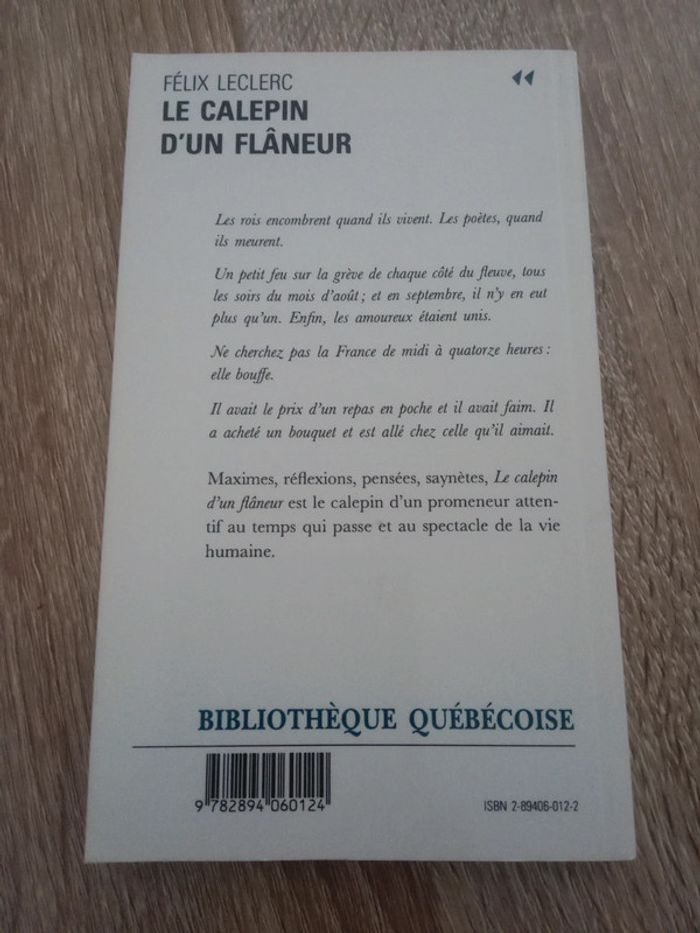 FÉLIX LECLERC
LE CALEPIN
D'UN FLÂNEUR
Les rois encombrent quand ils vivent. Les poètes, quand
ils meurent.
Un petit feu sur la grève de chaque côté du fleuve, tous
les soirs du mois d'août ; et en septembre, il n'y en eut
plus qu'un. Enfin, les amoureux étaient unis.
Ne cherchez pas la France de midi à quatorze heures :
elle bouffe.
Il avait le prix d'un repas en poche et il avait faim. Il
a acheté un bouquet et est allé chez celle qu'il aimait.
Maximes, réflexions, pensées, saynètes, Le calepin
d'un flâneur est le calepin d'un promeneur atten-
tif au temps qui passe et au spectacle de la vie
humaine.
BIBLIOTHÈQUE QUÉBÉCOISE
9 782894 060124
ISBN 2-89406-012-2